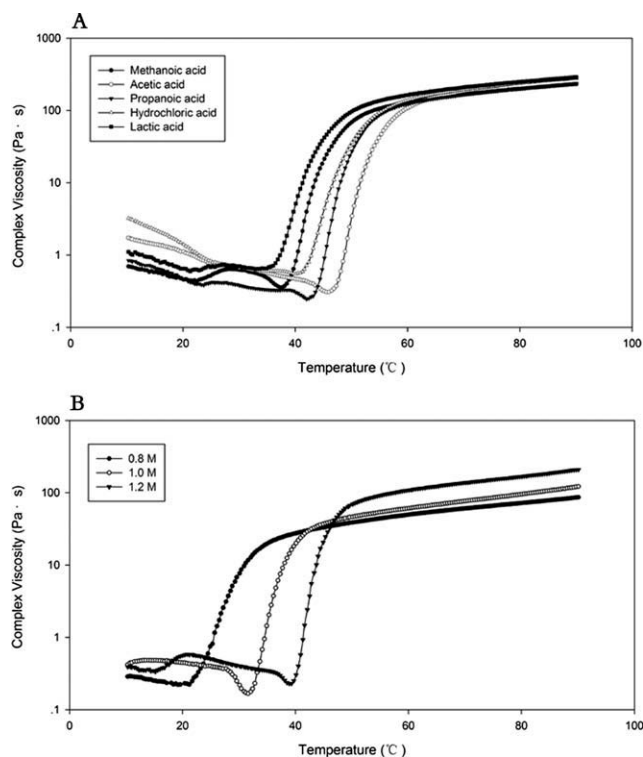 A
1000
100
10
1
.1
Complex Viscosity (Pa · s)
Methanoic acid
Acetic acid
Propanoic acid
Hydrochloric acid
Lactic acid
0 20 40 60 80 100
Temperature (℃ )
B
1000
100
10
1
.1
Complex Viscosity (Pa · s)
0.8 M
1.0 M
1.2 M
0 20 40 60 80 100
Temperature (℃ )